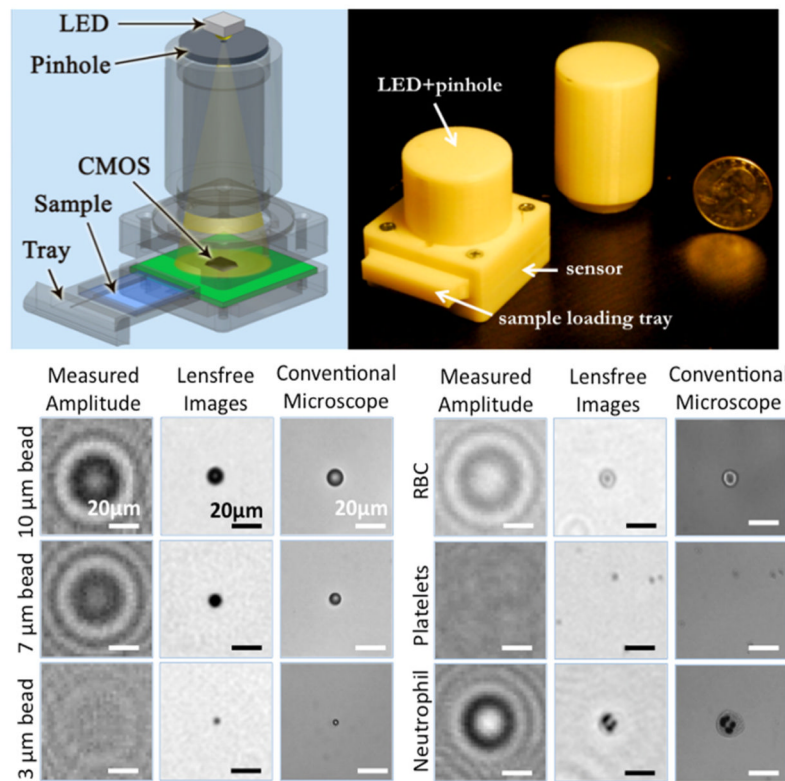 LED
Pinhole
CMOS
Sample
Tray
LED+pinhole
sensor
sample loading tray
Measured
Amplitude
Lensfree
Images
Conventional
Microscope
Measured
Amplitude
Lensfree
Images
Conventional
Microscope
10 µm bead
20µm
20µm
20µm
RBC
7 µm bead
Platelets
3 µm bead
Neutrophil